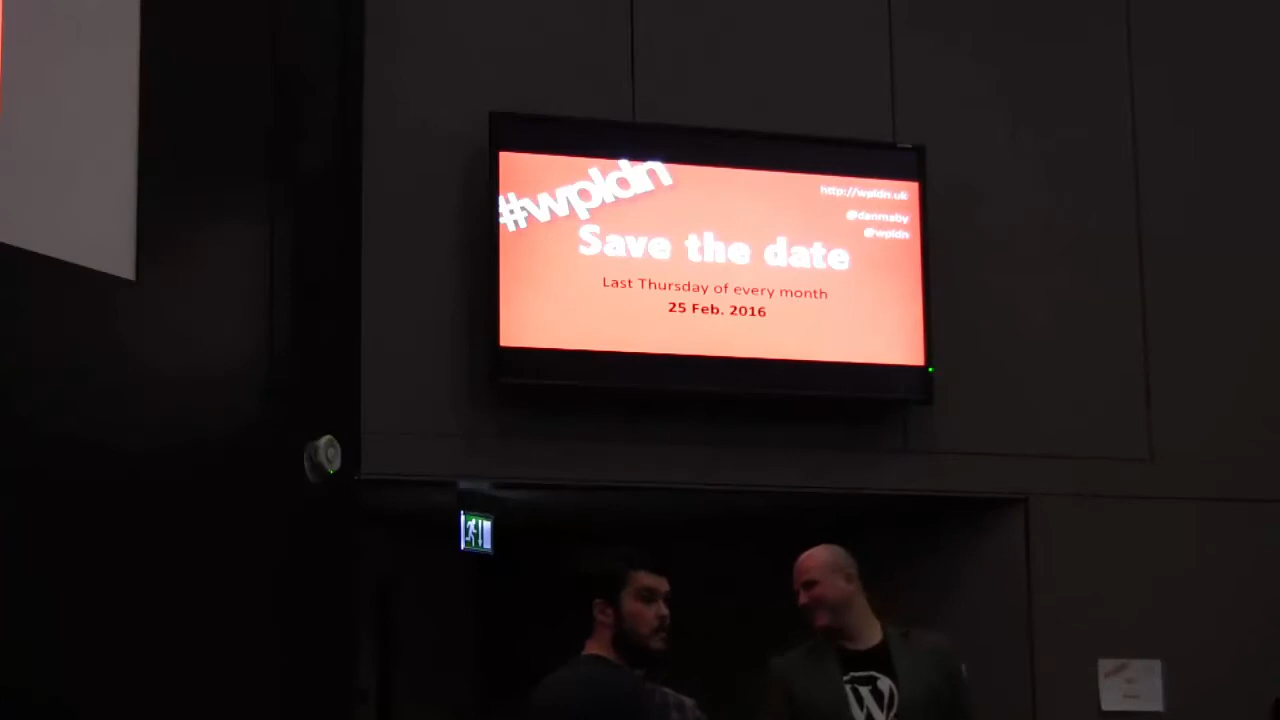 #wpldn
http://wpldn.uk
@danmaby
@wpldn
Save the date
Last Thursday of every month
25 Feb. 2016
W